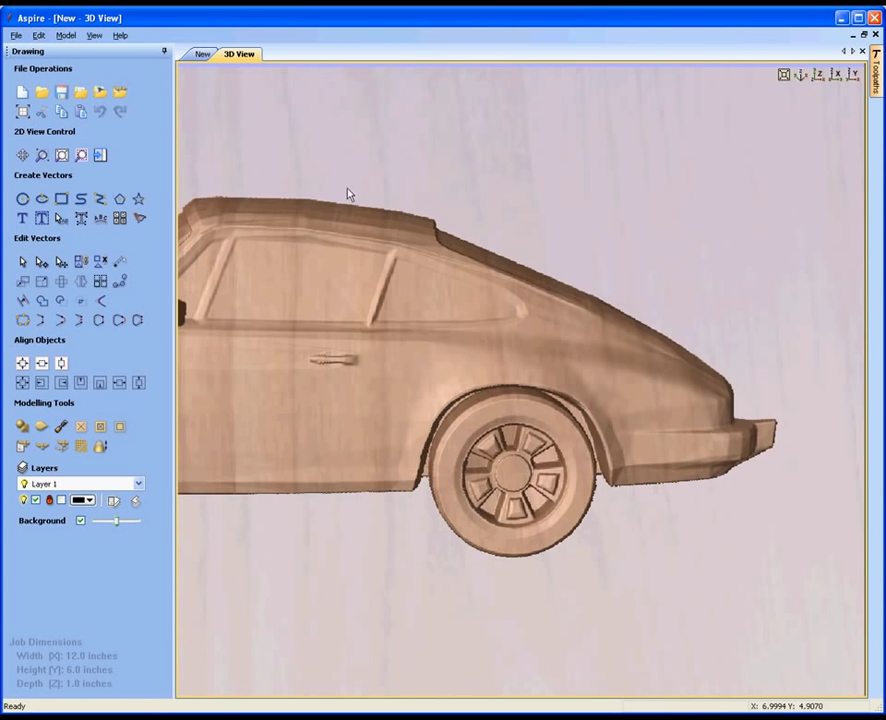 Aspire - [New - 3D View]
File Edit Model View Help
Drawing
New 3D View
File Operations
2D View Control
Create Vectors
Edit Vectors
Align Objects
Modelling Tools
Layers
Layer 1
Background
Job Dimensions
Width (X): 12.0 inches
Height (Y): 6.0 inches
Depth (Z): 1.0 inches
Toolpaths
Ready
X: 6.9994 Y: 4.9070